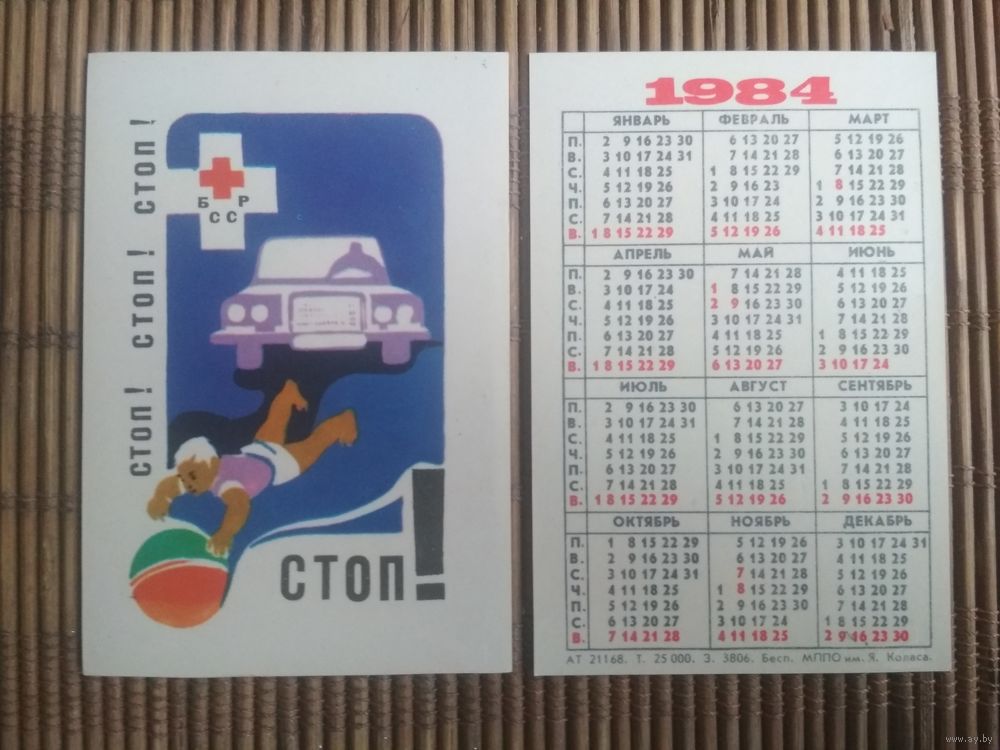 СТОП! СТОП! СТОП!
Б Р
С С
СТОП!
1984
ЯНВАРЬ ФЕВРАЛЬ МАРТ
П. 2 9 16 23 30 6 13 20 27 5 12 19 26
В. 3 10 17 24 31 7 14 21 28 6 13 20 27
С. 4 11 18 25 1 8 15 22 29 7 14 21 28
Ч. 5 12 19 26 2 9 16 23 1 8 15 22 29
П. 6 13 20 27 3 10 17 24 2 9 16 23 30
С. 7 14 21 28 4 11 18 25 3 10 17 24 31
В. 1 8 15 22 29 5 12 19 26 4 11 18 25
АПРЕЛЬ МАЙ ИЮНЬ
П. 2 9 16 23 30 7 14 21 28 4 11 18 25
В. 3 10 17 24 1 8 15 22 29 5 12 19 26
С. 4 11 18 25 2 9 16 23 30 6 13 20 27
Ч. 5 12 19 26 3 10 17 24 31 7 14 21 28
П. 6 13 20 27 4 11 18 25 1 8 15 22 29
С. 7 14 21 28 5 12 19 26 2 9 16 23 30
В. 1 8 15 22 29 6 13 20 27 3 10 17 24
ИЮЛЬ АВГУСТ СЕНТЯБРЬ
П. 2 9 16 23 30 6 13 20 27 3 10 17 24
В. 3 10 17 24 31 7 14 21 28 4 11 18 25
С. 4 11 18 25 1 8 15 22 29 5 12 19 26
Ч. 5 12 19 26 2 9 16 23 30 6 13 20 27
П. 6 13 20 27 3 10 17 24 31 7 14 21 28
С. 7 14 21 28 4 11 18 25 1 8 15 22 29
В. 1 8 15 22 29 5 12 19 26 2 9 16 23 30
ОКТЯБРЬ НОЯБРЬ ДЕКАБРЬ
П. 1 8 15 22 29 5 12 19 26 3 10 17 24 31
В. 2 9 16 23 30 6 13 20 27 4 11 18 25
С. 3 10 17 24 31 7 14 21 28 5 12 19 26
Ч. 4 11 18 25 1 8 15 22 29 6 13 20 27
П. 5 12 19 26 2 9 16 23 30 7 14 21 28
С. 6 13 20 27 3 10 17 24 1 8 15 22 29
В. 7 14 21 28 4 11 18 25 2 9 16 23 30
АТ 21168. Т. 25 000. З. 3806. Бесп. МППО им. Я. Коласа.
www.ay.by